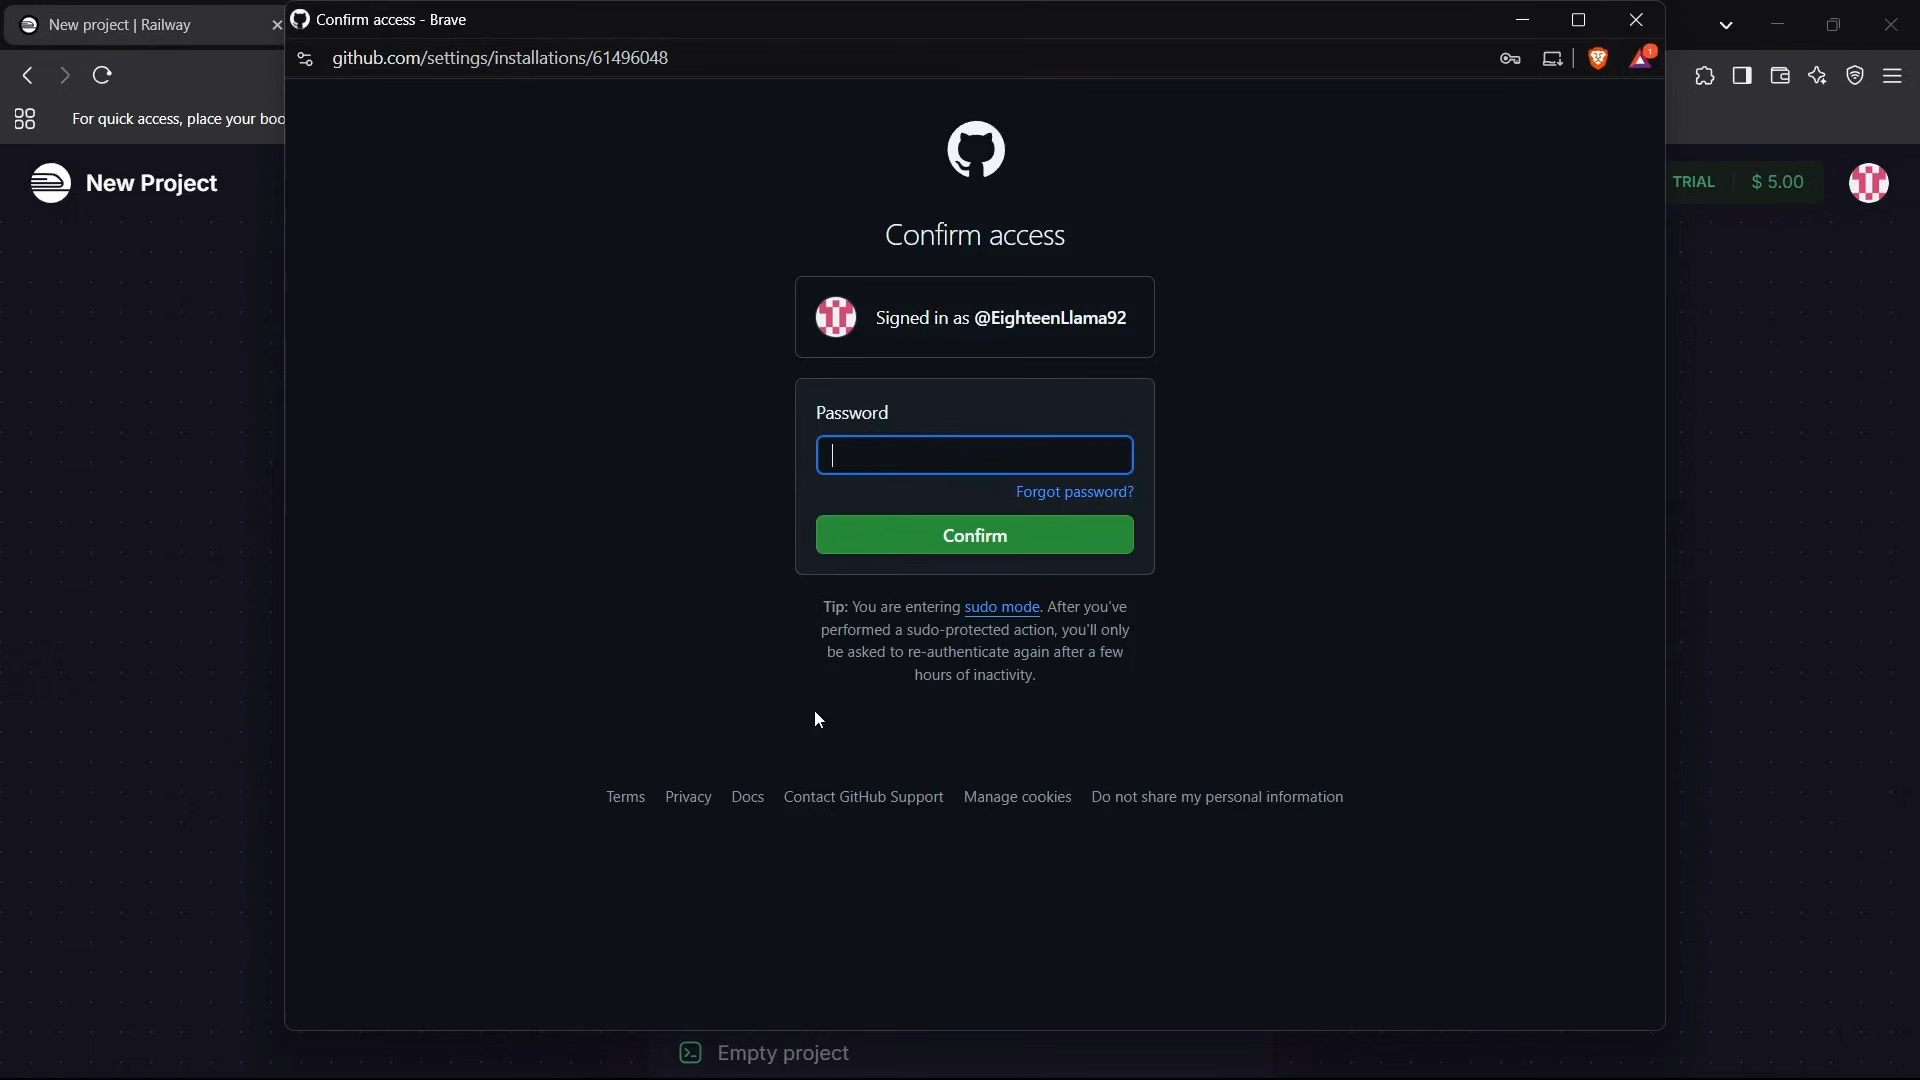 New project | Railway
Confirm access - Brave
github.com/settings/installations/61496048
1
For quick access, place your boo
New Project
TRIAL
$ 5.00
Confirm access
Signed in as @EighteenLlama92
Password
Forgot password?
Confirm
Tip: You are entering sudo mode. After you've
performed a sudo-protected action, you'll only
be asked to re-authenticate again after a few
hours of inactivity.
Terms
Privacy
Docs
Contact GitHub Support
Manage cookies
Do not share my personal information
Empty project